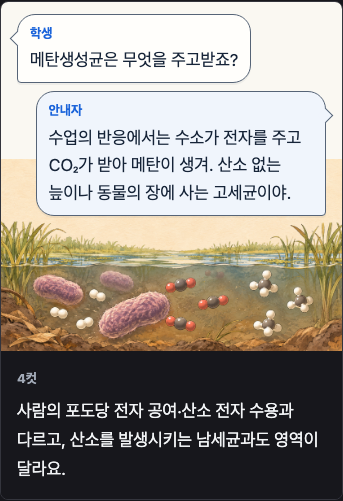 학생
메탄생성균은 무엇을 주고받죠?
안내자
수업의 반응에서는 수소가 전자를 주고
CO₂가 받아 메탄이 생겨. 산소 없는
늪이나 동물의 장에 사는 고세균이야.
4컷
사람의 포도당 전자 공여·산소 전자 수용과
다르고, 산소를 발생시키는 남세균과도 영역이
달라요.